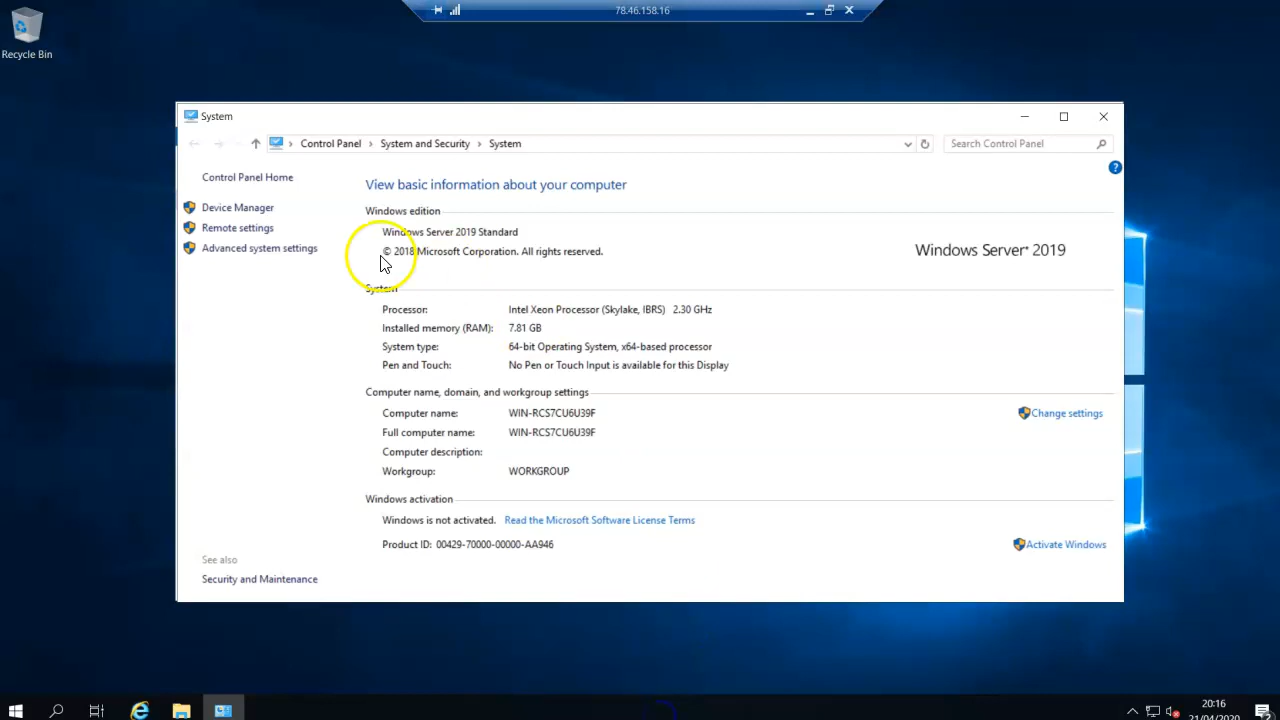 78.46.158.16
Recycle Bin
System
Control Panel > System and Security > System
Search Control Panel
Control Panel Home
Device Manager
Remote settings
Advanced system settings
View basic information about your computer
Windows edition
Windows Server 2019 Standard
© 2018 Microsoft Corporation. All rights reserved.
Windows Server® 2019
System
Processor: Intel Xeon Processor (Skylake, IBRS) 2.30 GHz
Installed memory (RAM): 7.81 GB
System type: 64-bit Operating System, x64-based processor
Pen and Touch: No Pen or Touch Input is available for this Display
Computer name, domain, and workgroup settings
Computer name: WIN-RCS7CU6U39F
Change settings
Full computer name: WIN-RCS7CU6U39F
Computer description:
Workgroup: WORKGROUP
Windows activation
Windows is not activated. Read the Microsoft Software License Terms
Product ID: 00429-70000-00000-AA946
Activate Windows
See also
Security and Maintenance
20:16
21/04/2020